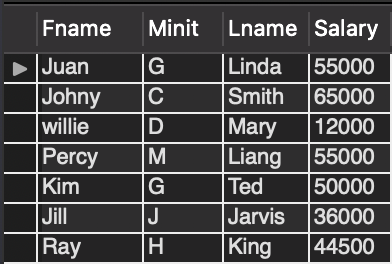 Fname Minit Lname Salary
Juan G Linda 55000
Johny C Smith 65000
willie D Mary 12000
Percy M Liang 55000
Kim G Ted 50000
Jill J Jarvis 36000
Ray H King 44500